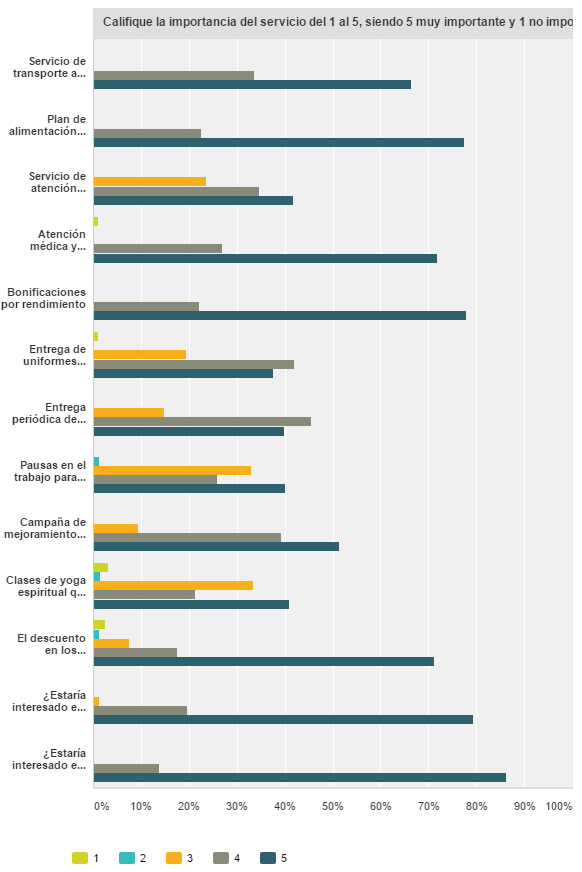 Califique la importancia del servicio del 1 al 5, siendo 5 muy importante y 1 no impo
Servicio de
transporte a...
Plan de
alimentación...
Servicio de
atención...
Atención
médica y...
Bonificaciones
por rendimiento
Entrega de
uniformes...
Entrega
periódica de...
Pausas en el
trabajo para...
Campaña de
mejoramiento...
Clases de yoga
espiritual q...
El descuento
en los...
¿Estaría
interesado e...
¿Estaría
interesado e...
0% 10% 20% 30% 40% 50% 60% 70% 80% 90% 100%
1 2 3 4 5